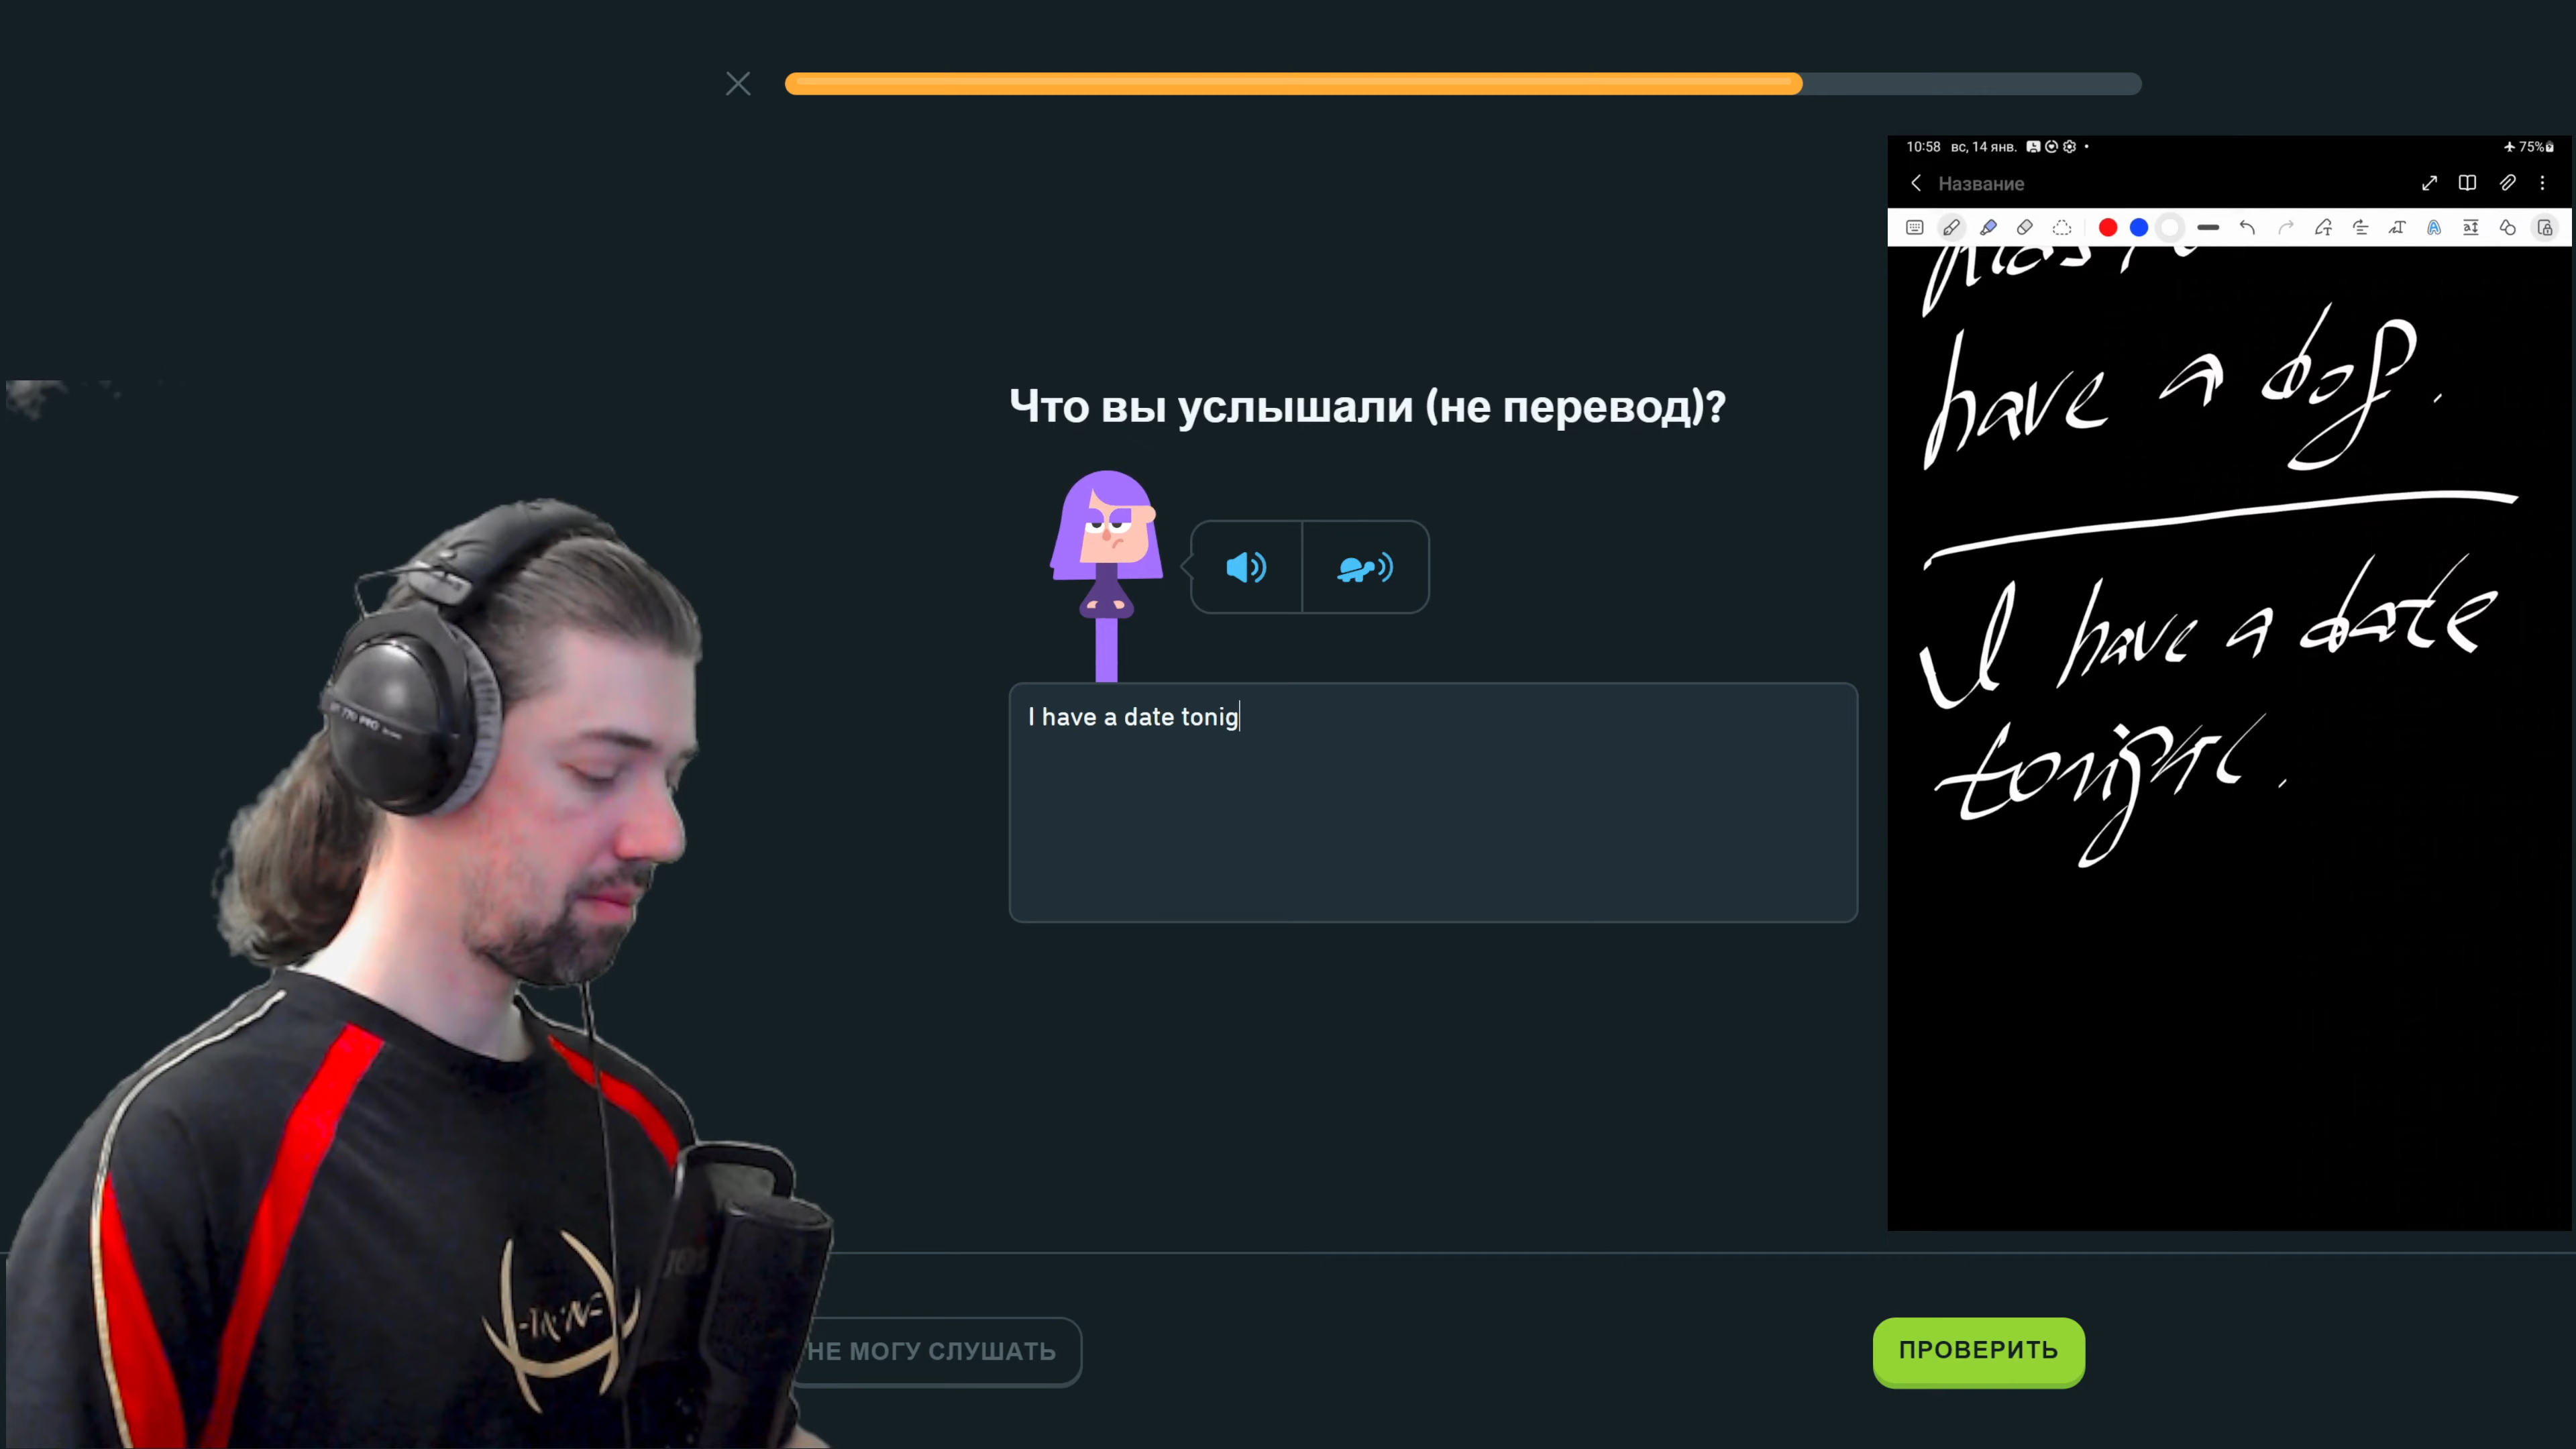 10:58 вс, 14 янв.
75%
Название
have a dog.
I have a date
tonight.
Что вы услышали (не перевод)?
I have a date tonig
НЕ МОГУ СЛУШАТЬ
ПРОВЕРИТЬ